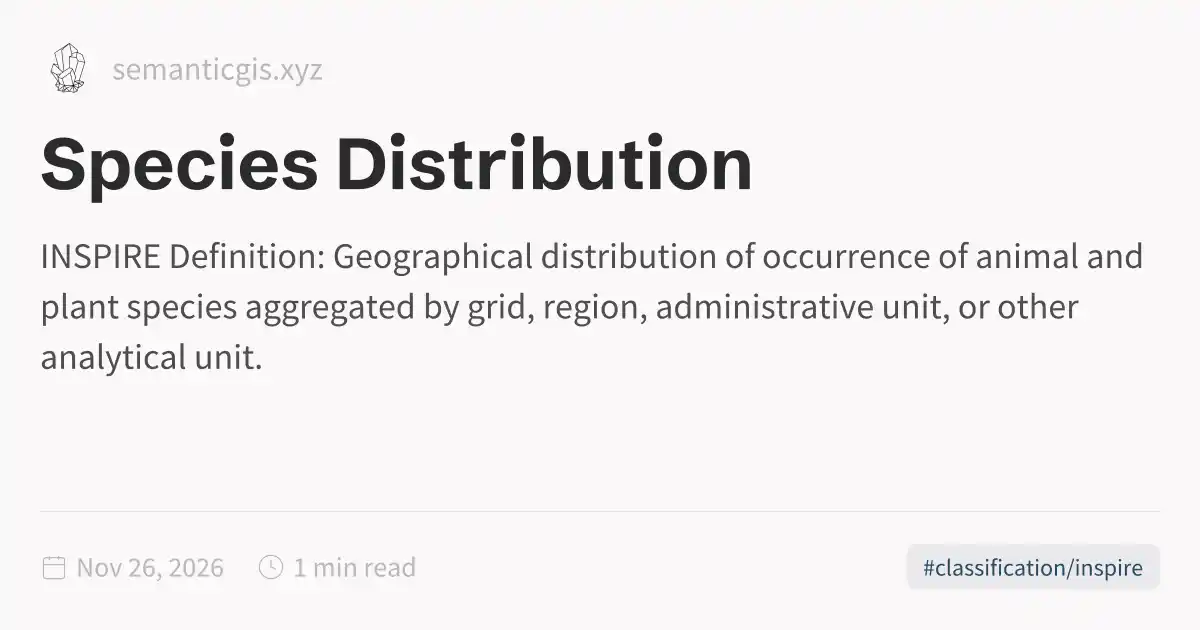 semanticgis.xyz
Species Distribution
INSPIRE Definition: Geographical distribution of occurrence of animal and
plant species aggregated by grid, region, administrative unit, or other
analytical unit.
Nov 26, 2026 1 min read #classification/inspire